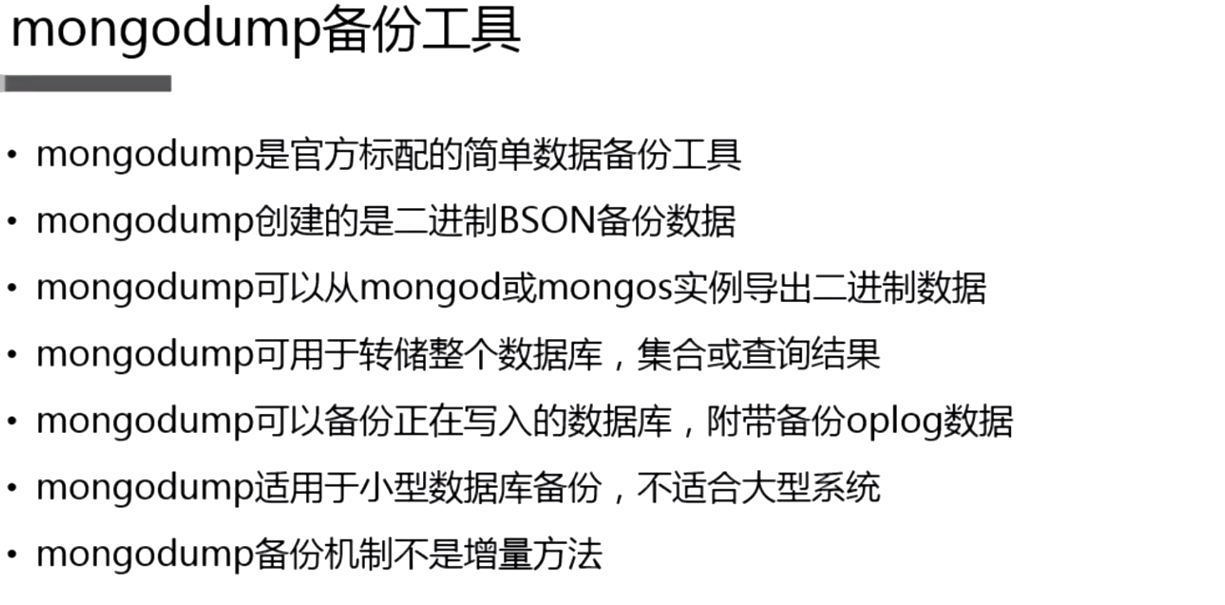 mongodump备份工具
• mongodump是官方标配的简单数据备份工具
• mongodump创建的是二进制BSON备份数据
• mongodump可以从mongod或mongos实例导出二进制数据
• mongodump可用于转储整个数据库，集合或查询结果
• mongodump可以备份正在写入的数据库，附带备份oplog数据
• mongodump适用于小型数据库备份，不适合大型系统
• mongodump备份机制不是增量方法